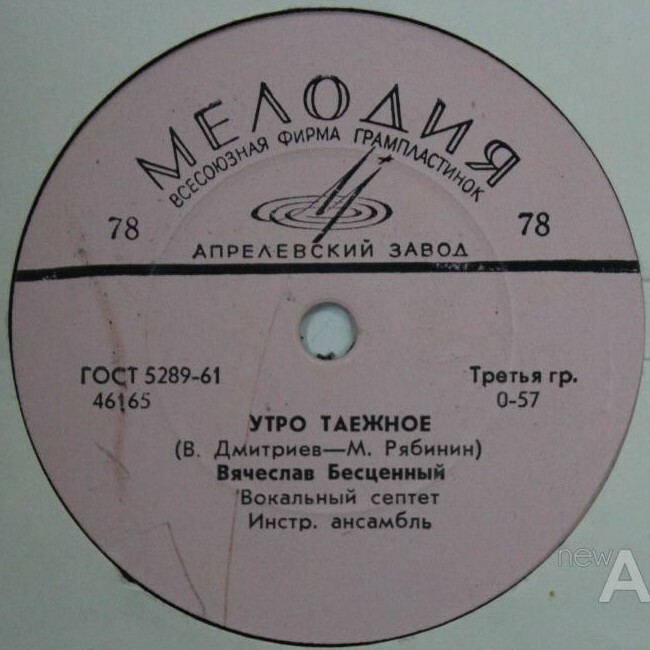 МЕЛОДИЯ
ВСЕСОЮЗНАЯ ФИРМА ГРАМПЛАСТИНОК
78 78
АПРЕЛЕВСКИЙ ЗАВОД
ГОСТ 5289-61 Третья гр.
46165 0-57
УТРО ТАЕЖНОЕ
(В. Дмитриев—М. Рябинин)
Вячеслав Бесценный
Вокальный септет
Инстр. ансамбль
newA